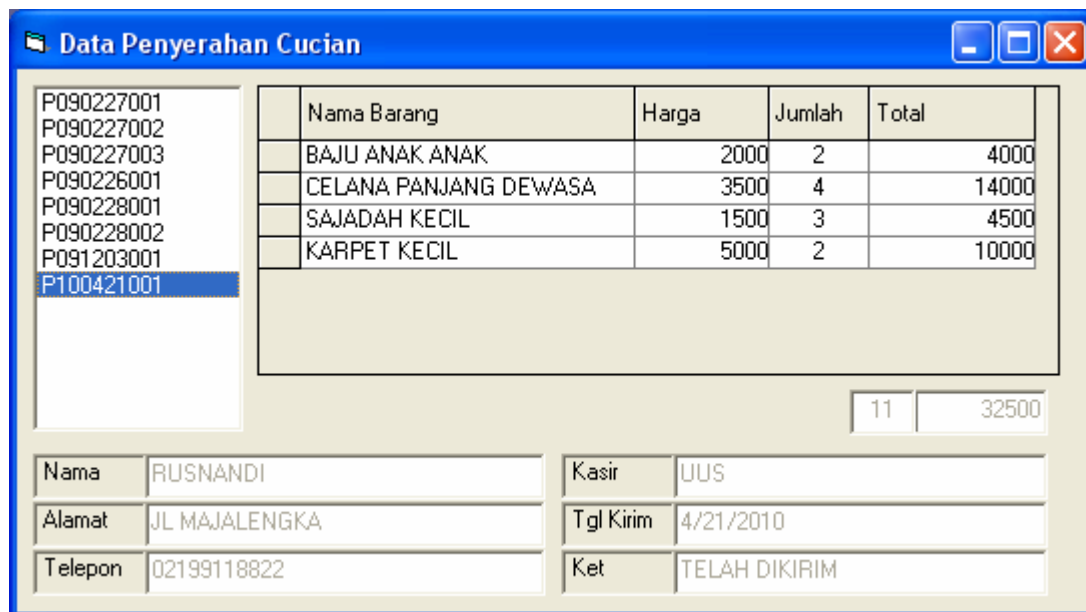 Data Penyerahan Cucian
P090227001
P090227002
P090227003
P090226001
P090228001
P090228002
P091203001
P100421001
Nama Barang Harga Jumlah Total
BAJU ANAK ANAK 2000 2 4000
CELANA PANJANG DEWASA 3500 4 14000
SAJADAH KECIL 1500 3 4500
KARPET KECIL 5000 2 10000
11 32500
Nama RUSNANDI Kasir UUS
Alamat JL MAJALENGKA Tgl Kirim 4/21/2010
Telepon 02199118822 Ket TELAH DIKIRIM